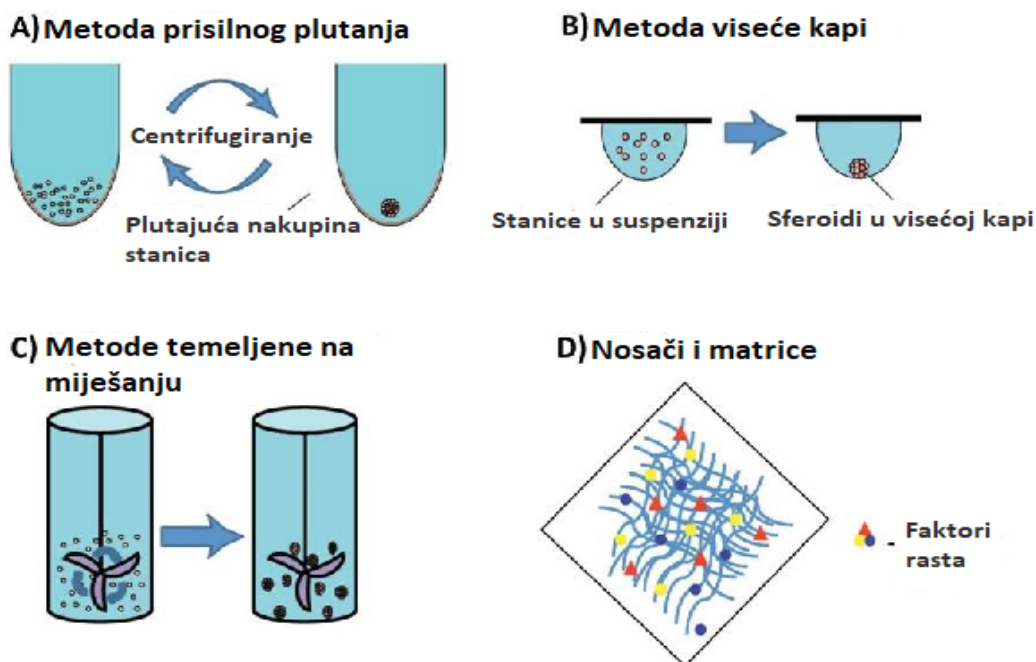 A) Metoda prisilnog plutanja
Centrifugiranje
Plutajuća nakupina
stanica
B) Metoda viseće kapi
Stanice u suspenziji
Sferoidi u visećoj kapi
C) Metode temeljene na
miješanju
D) Nosači i matrice
Faktori
rasta